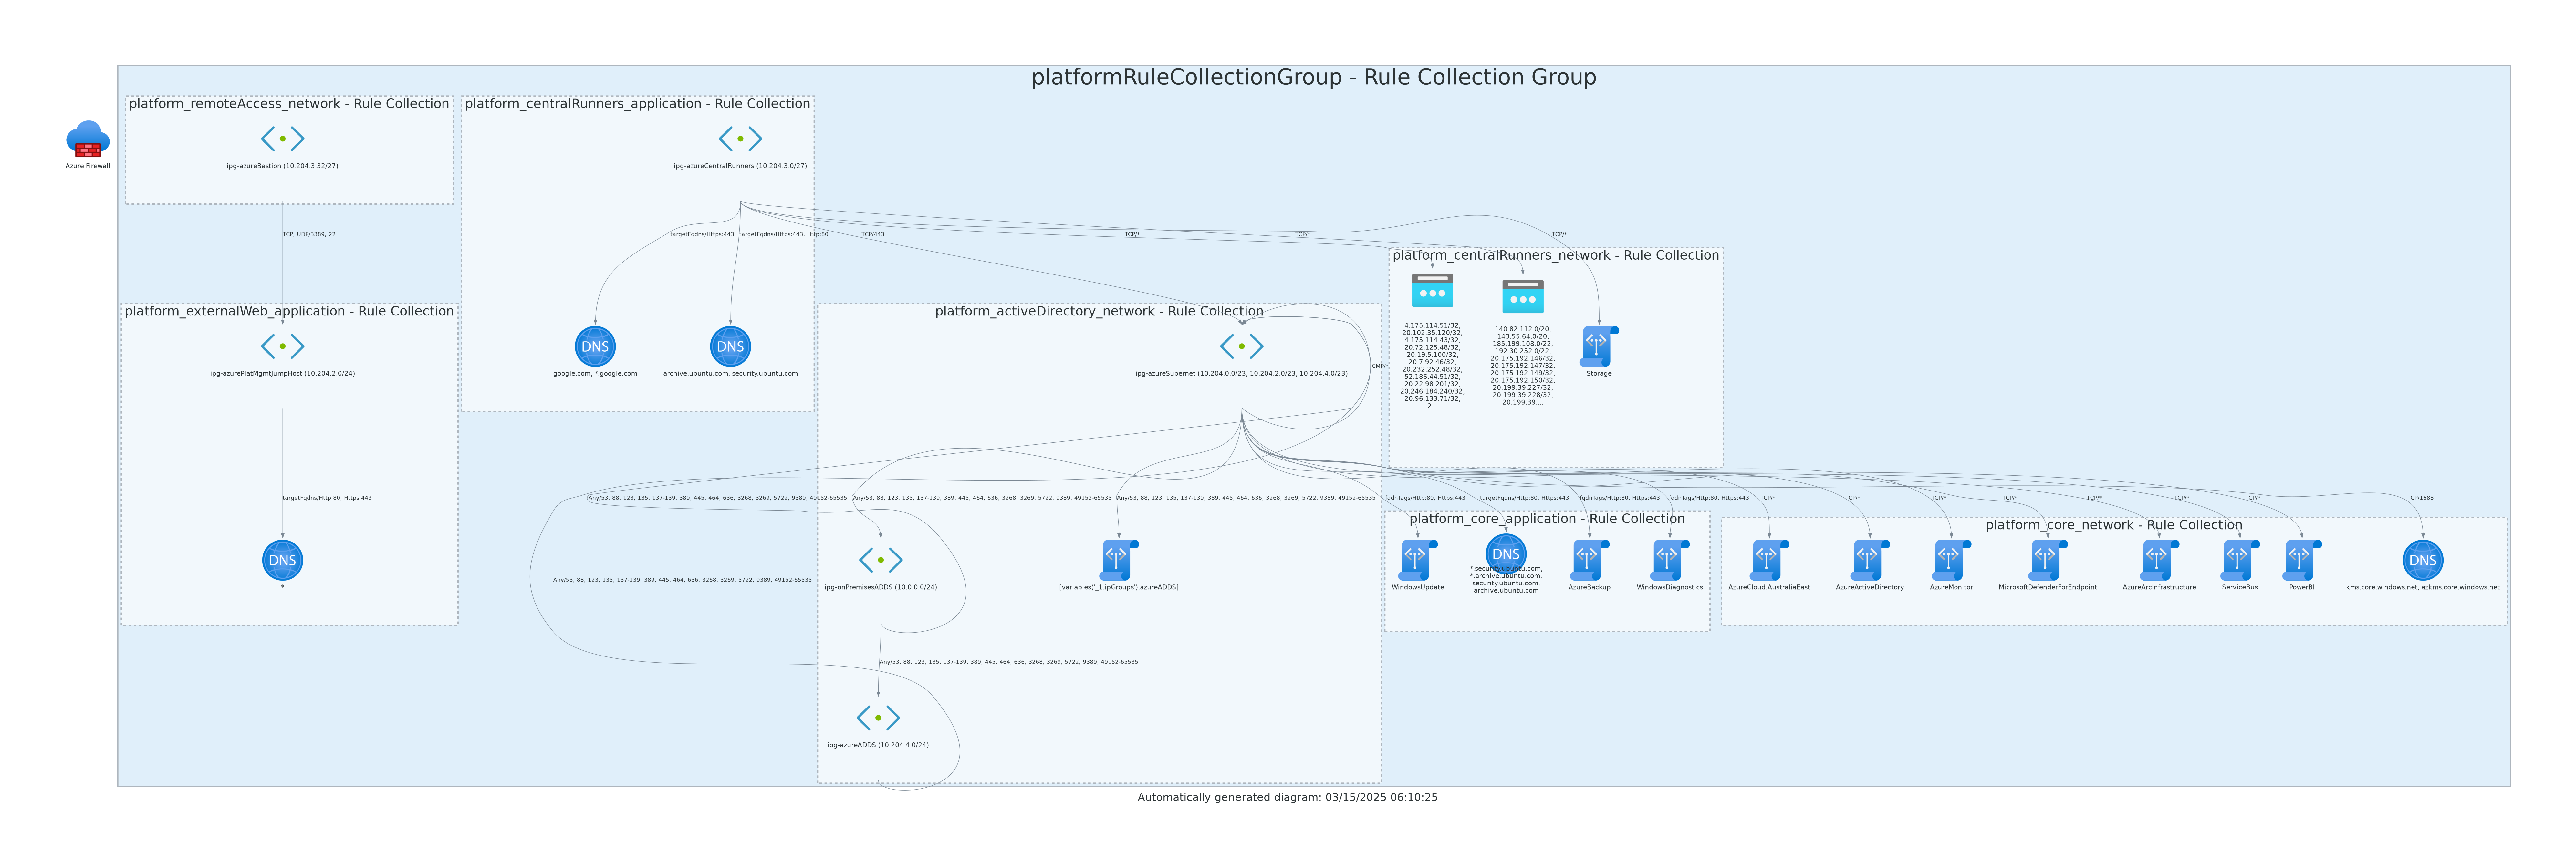 platformRuleCollectionGroup - Rule Collection Group
platform_remoteAccess_network - Rule Collection
platform_centralRunners_application - Rule Collection
Azure Firewall
ipg-azureBastion (10.204.3.32/27)
ipg-azureCentralRunners (10.204.3.0/27)
TCP, UDP/3389, 22
targetFqdns/Https:443
targetFqdns/Https:443, Http:80
TCP/443
TCP/*
TCP/*
TCP/*
platform_centralRunners_network - Rule Collection
4.175.114.51/32,
20.102.35.120/32,
4.175.114.43/32,
20.72.125.48/32,
20.19.5.100/32,
20.7.92.46/32,
20.232.252.48/32,
52.186.44.51/32,
20.22.98.201/32,
20.246.184.240/32,
20.96.133.71/32,
2...
140.82.112.0/20,
143.55.64.0/20,
185.199.108.0/22,
192.30.252.0/22,
20.175.192.146/32,
20.175.192.147/32,
20.175.192.149/32,
20.175.192.150/32,
20.199.39.227/32,
20.199.39.228/32,
20.199.39....
Storage
platform_externalWeb_application - Rule Collection
platform_activeDirectory_network - Rule Collection
ipg-azurePlatMgmtJumpHost (10.204.2.0/24)
google.com, *.google.com
archive.ubuntu.com, security.ubuntu.com
ipg-azureSupernet (10.204.0.0/23, 10.204.2.0/23, 10.204.4.0/23)
ICMP/*
targetFqdns/Http:80, Https:443
Any/53, 88, 123, 135, 137-139, 389, 445, 464, 636, 3268, 3269, 5722, 9389, 49152-65535
Any/53, 88, 123, 135, 137-139, 389, 445, 464, 636, 3268, 3269, 5722, 9389, 49152-65535
Any/53, 88, 123, 135, 137-139, 389, 445, 464, 636, 3268, 3269, 5722, 9389, 49152-65535
fqdnTags/Http:80, Https:443
targetFqdns/Http:80, Https:443
fqdnTags/Http:80, Https:443
fqdnTags/Http:80, Https:443
TCP/*
TCP/*
TCP/*
TCP/*
TCP/*
TCP/*
TCP/*
TCP/1688
platform_core_application - Rule Collection
platform_core_network - Rule Collection
DNS
DNS
DNS
DNS
DNS
*
Any/53, 88, 123, 135, 137-139, 389, 445, 464, 636, 3268, 3269, 5722, 9389, 49152-65535
ipg-onPremisesADDS (10.0.0.0/24)
[variables('_1.ipGroups').azureADDS]
WindowsUpdate
*.security.ubuntu.com,
*.archive.ubuntu.com,
security.ubuntu.com,
archive.ubuntu.com
AzureBackup
WindowsDiagnostics
AzureCloud.AustraliaEast
AzureActiveDirectory
AzureMonitor
MicrosoftDefenderForEndpoint
AzureArcInfrastructure
ServiceBus
PowerBI
kms.core.windows.net, azkms.core.windows.net
Any/53, 88, 123, 135, 137-139, 389, 445, 464, 636, 3268, 3269, 5722, 9389, 49152-65535
ipg-azureADDS (10.204.4.0/24)
Automatically generated diagram: 03/15/2025 06:10:25